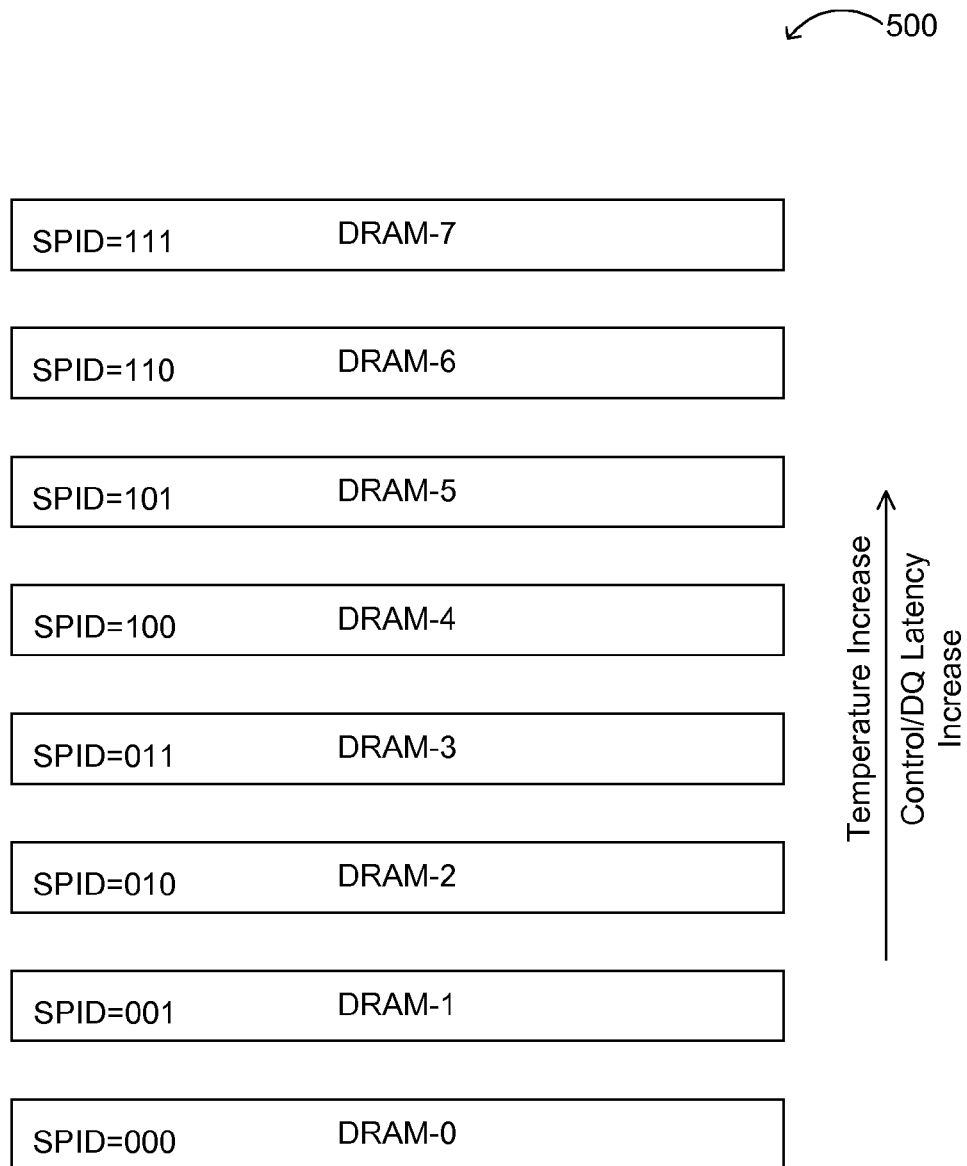 500
SPID=111 DRAM-7
SPID=110 DRAM-6
SPID=101 DRAM-5
SPID=100 DRAM-4
SPID=011 DRAM-3
SPID=010 DRAM-2
SPID=001 DRAM-1
SPID=000 DRAM-0
Temperature Increase
Control/DQ Latency
Increase